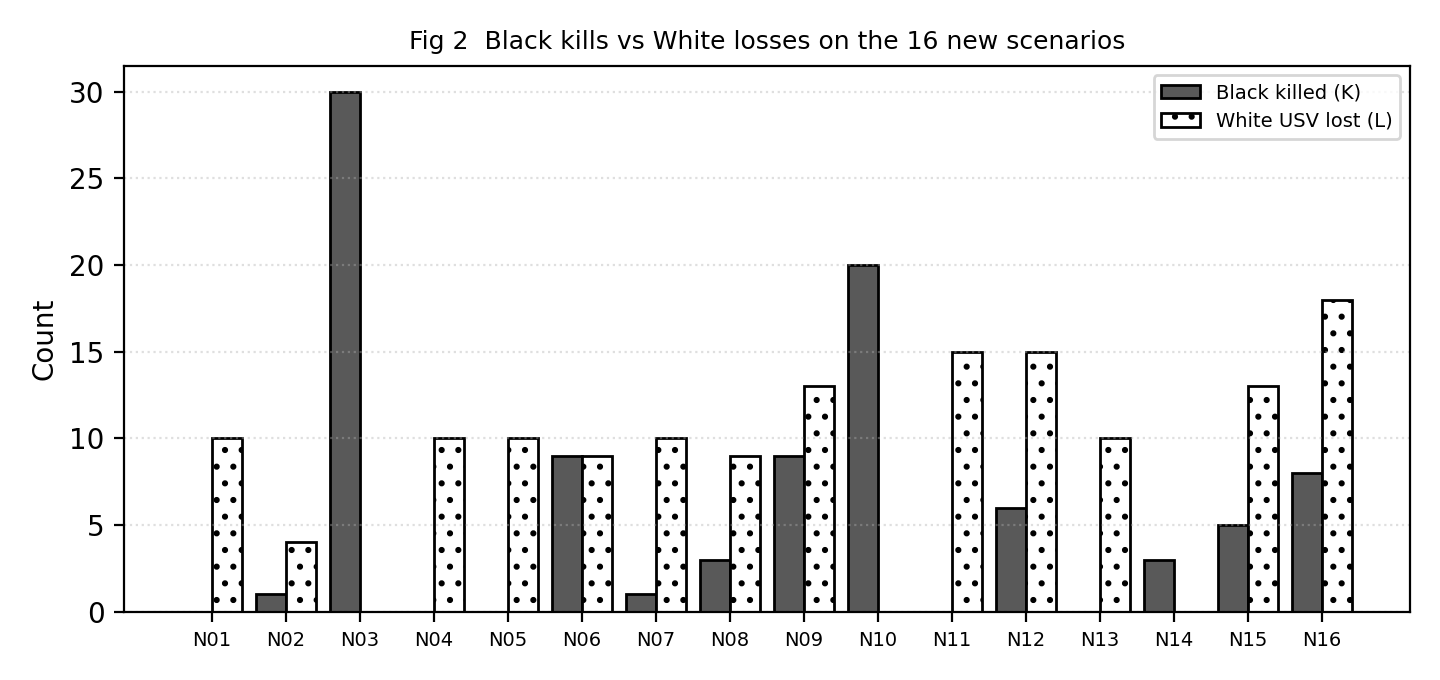 Fig 2  Black kills vs White losses on the 16 new scenarios
Black killed (K)
White USV lost (L)
Count
30
25
20
15
10
5
0
N01 N02 N03 N04 N05 N06 N07 N08 N09 N10 N11 N12 N13 N14 N15 N16